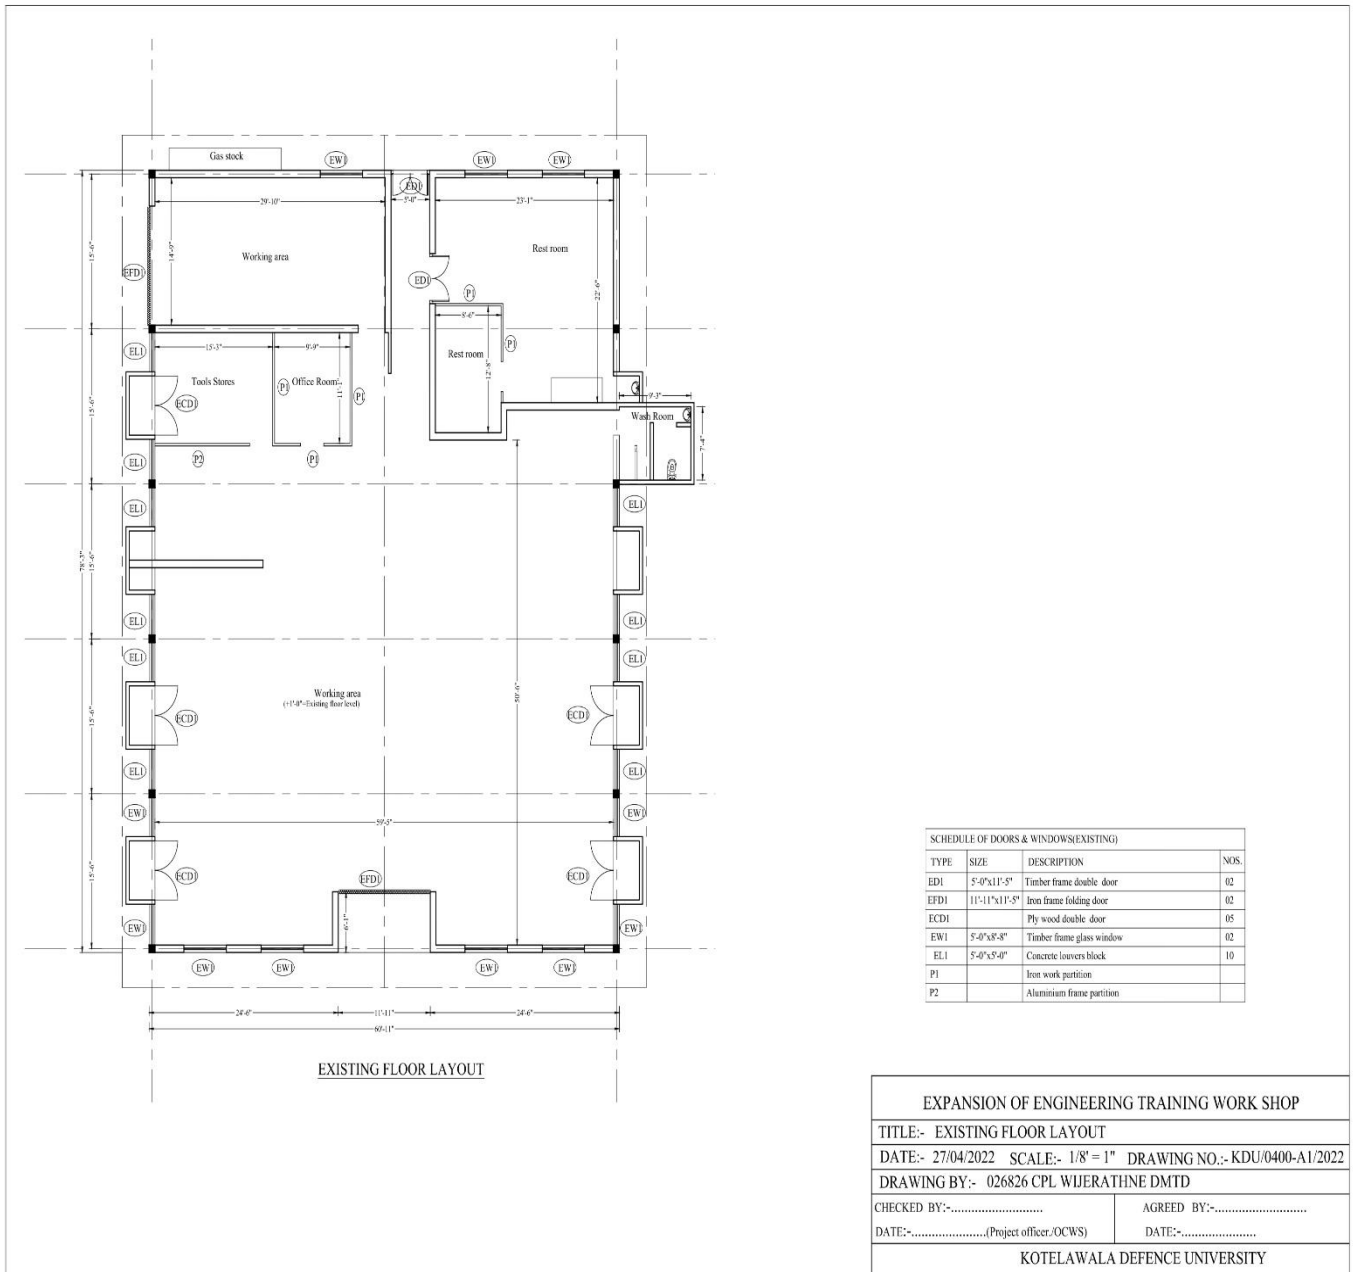 Gas stock
EW1
EW1
EW1
ED1
29'-10"
5'-0"
23'-1"
15'-6"
14'-9"
Working area
Rest room
EFD1
ED1
22'-6"
P1
8'-6"
15'-3"
9'-9"
P1
EL1
Rest room
12'-8"
Tools Stores
P1
Office Room
11'-1"
P1
ECD1
15'-6"
9'-3"
Wash Room
7'-4"
P2
P1
EL1
EL1
EL1
78'-3"
15'-6"
EL1
EL1
EL1
EL1
50'-6"
Working area
(+1'-0"=Existing floor level)
15'-6"
ECD1
ECD1
EL1
EL1
EW1
EW1
59'-5"
15'-6"
ECD1
EFD1
ECD1
6'-1"
EW1
EW1
EW1
EW1
EW1
EW1
24'-6"
11'-11"
24'-6"
60'-11"
EXISTING FLOOR LAYOUT
SCHEDULE OF DOORS & WINDOWS(EXISTING)
TYPE SIZE DESCRIPTION NOS.
ED1 5'-0"x11'-5" Timber frame double door 02
EFD1 11'-11"x11'-5" Iron frame folding door 02
ECD1 Ply wood double door 05
EW1 5'-0"x8'-8" Timber frame glass window 02
EL1 5'-0"x5'-0" Concrete louvers block 10
P1 Iron work partition
P2 Aluminium frame partition
EXPANSION OF ENGINEERING TRAINING WORK SHOP
TITLE:- EXISTING FLOOR LAYOUT
DATE:- 27/04/2022 SCALE:- 1/8' = 1" DRAWING NO.:- KDU/0400-A1/2022
DRAWING BY:- 026826 CPL WIJERATHNE DMTD
CHECKED BY:-........................... AGREED BY:-...........................
DATE:-......................(Project officer./OCWS) DATE:-......................
KOTELAWALA DEFENCE UNIVERSITY